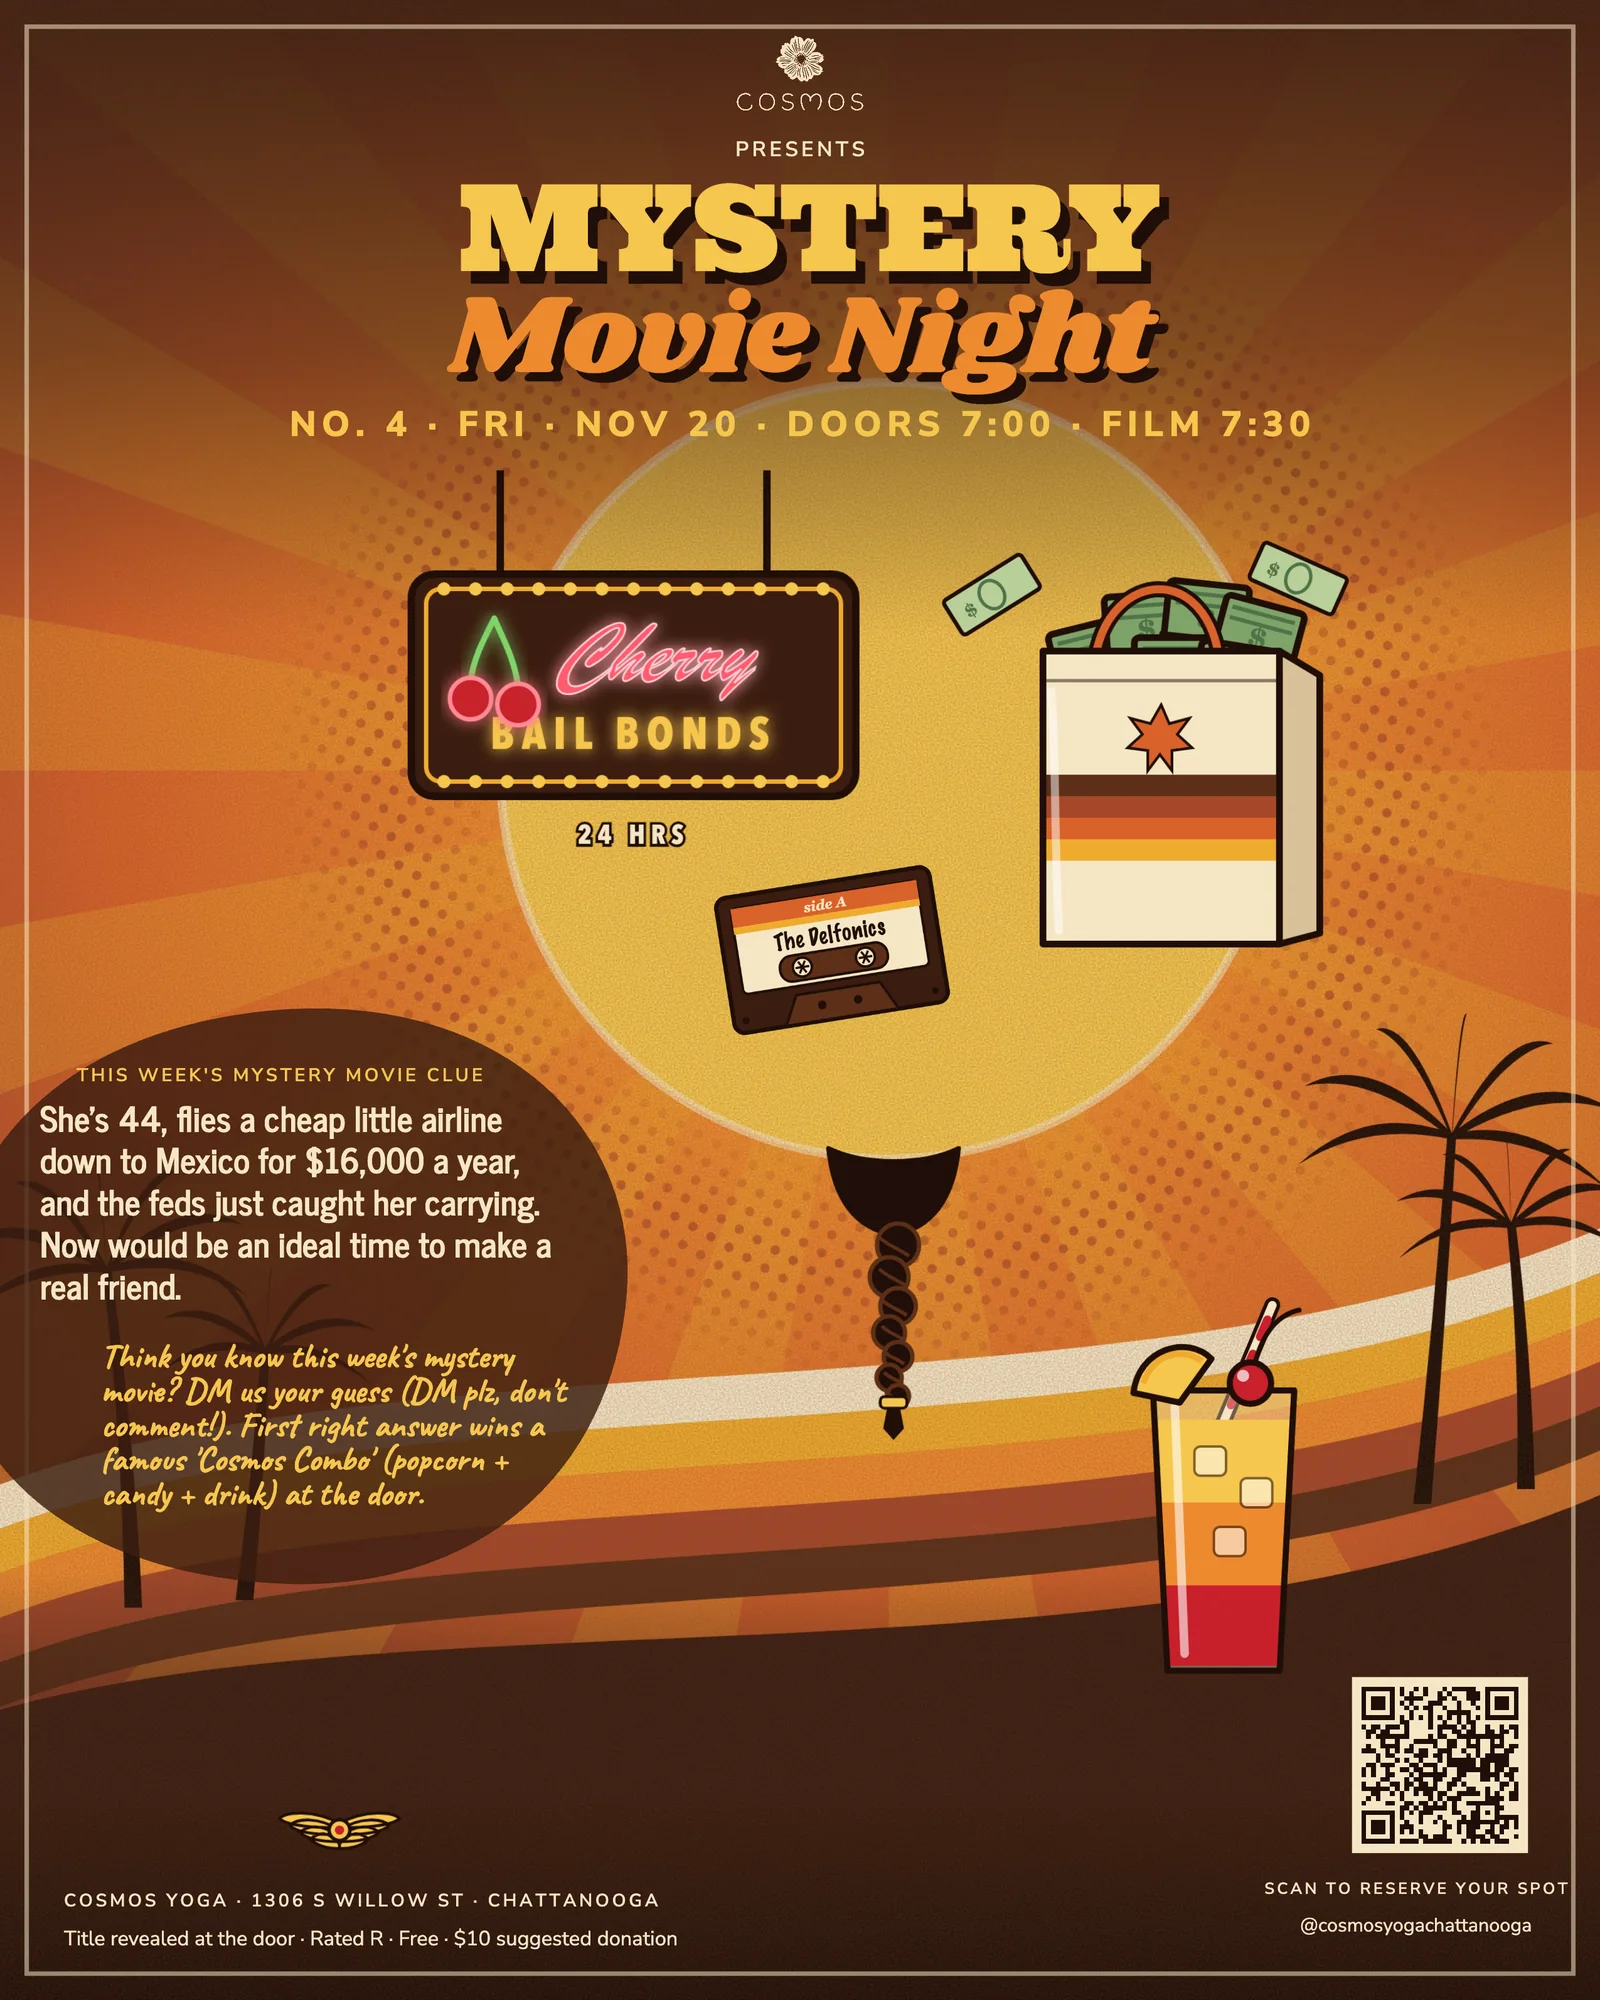 COSMOS
PRESENTS
MYSTERY
Movie Night
NO. 4 · FRI · NOV 20 · DOORS 7:00 · FILM 7:30
Cherry
BAIL BONDS
24 HRS
$
$
$
$
$
side A
The Delfonics
THIS WEEK'S MYSTERY MOVIE CLUE
She's 44, flies a cheap little airline
down to Mexico for $16,000 a year,
and the feds just caught her carrying.
Now would be an ideal time to make a
real friend.
Think you know this week's mystery
movie? DM us your guess (DM plz, don't
comment!). First right answer wins a
famous 'Cosmos Combo' (popcorn +
candy + drink) at the door.
COSMOS YOGA · 1306 S WILLOW ST · CHATTANOOGA
Title revealed at the door · Rated R · Free · $10 suggested donation
SCAN TO RESERVE YOUR SPOT
@cosmosyogachattanooga